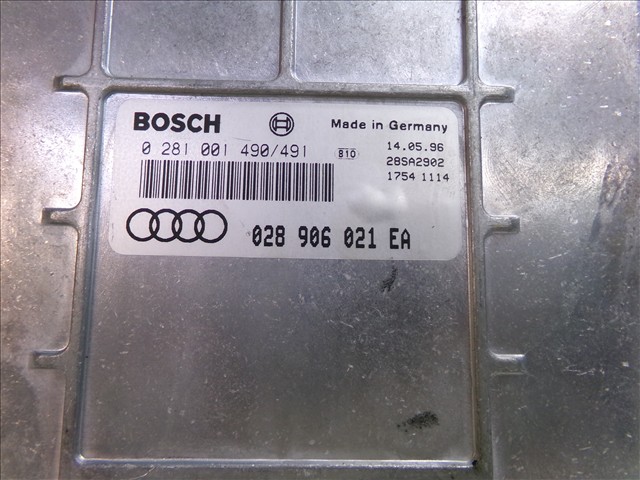 BOSCH
Made in Germany
0 281 001 490/491
810
14.05.96
28SA2902
1754 1114
028 906 021 EA